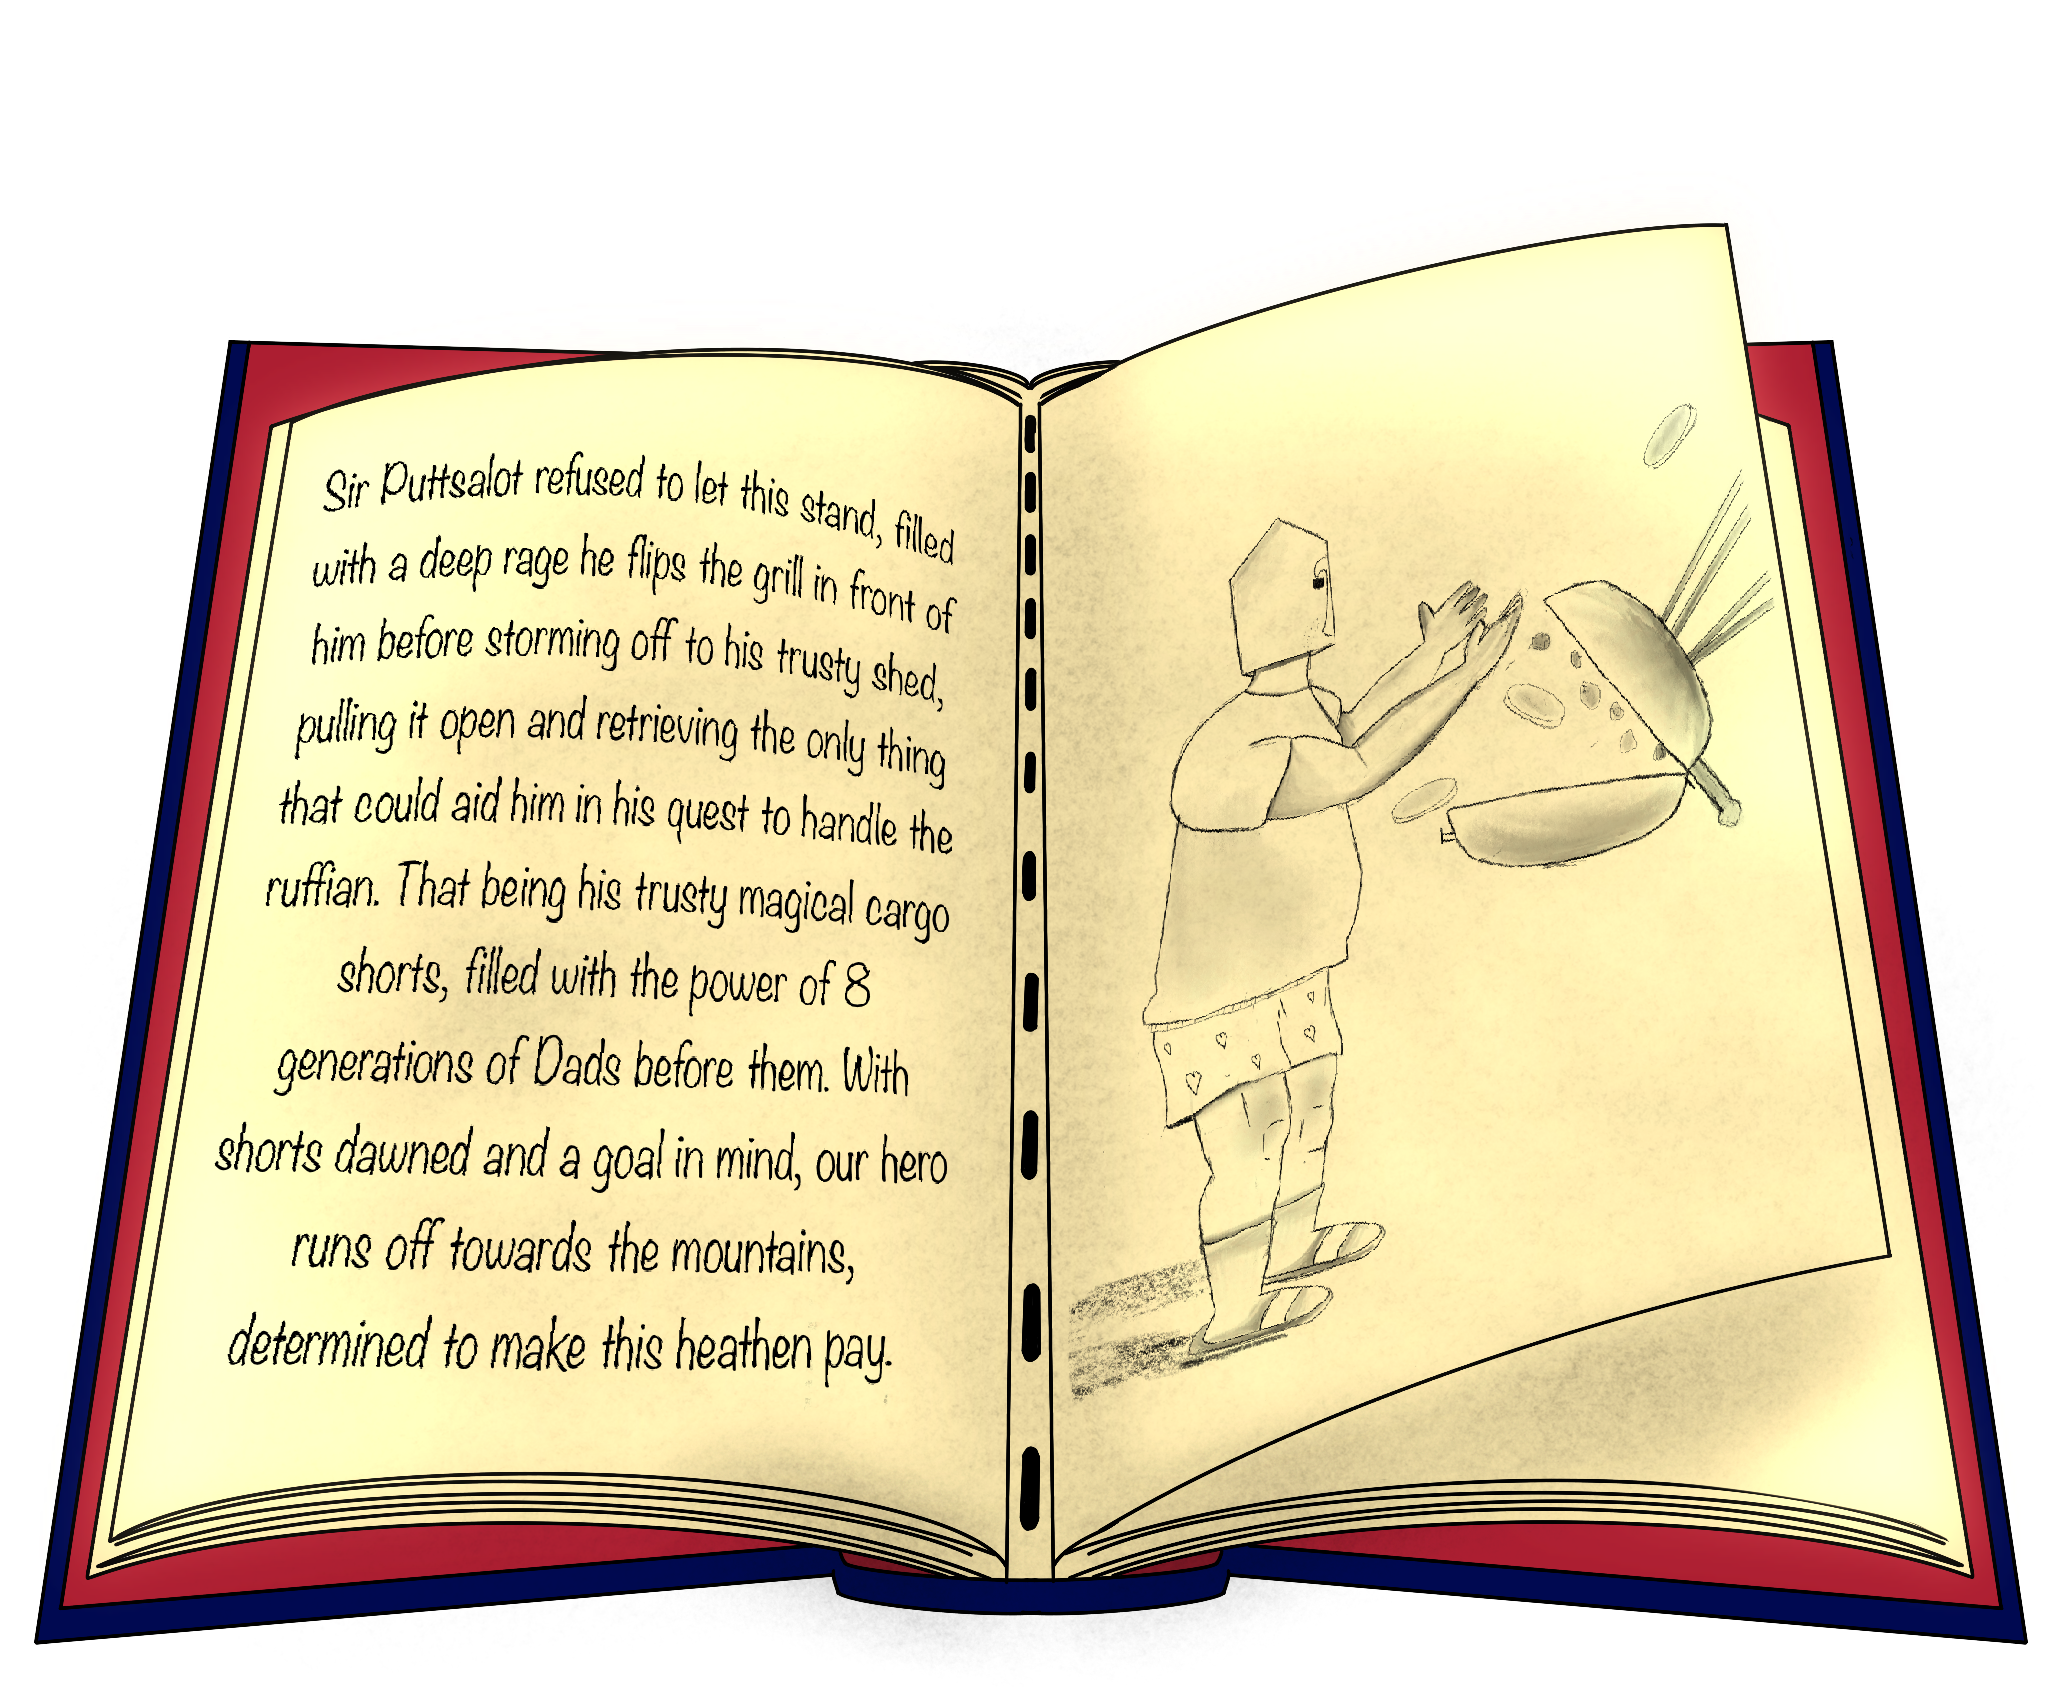 Sir Puttsalot refused to let this stand, filled
with a deep rage he flips the grill in front of
him before storming off to his trusty shed,
pulling it open and retrieving the only thing
that could aid him in his quest to handle the
ruffian. That being his trusty magical cargo
shorts, filled with the power of 8
generations of Dads before them. With
shorts dawned and a goal in mind, our hero
runs off towards the mountains,
determined to make this heathen pay.